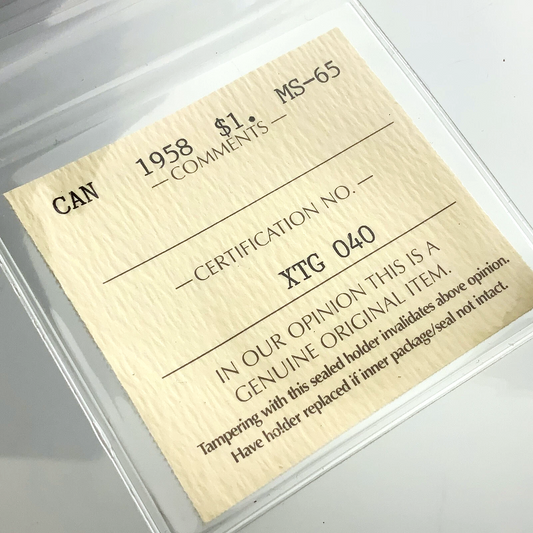 CAN 1958 $1. MS-65
— COMMENTS —
— CERTIFICATION NO. —
XTG 040
IN OUR OPINION THIS IS A
GENUINE ORIGINAL ITEM.
Tampering with this sealed holder invalidates above opinion.
Have holder replaced if inner package/seal not intact.